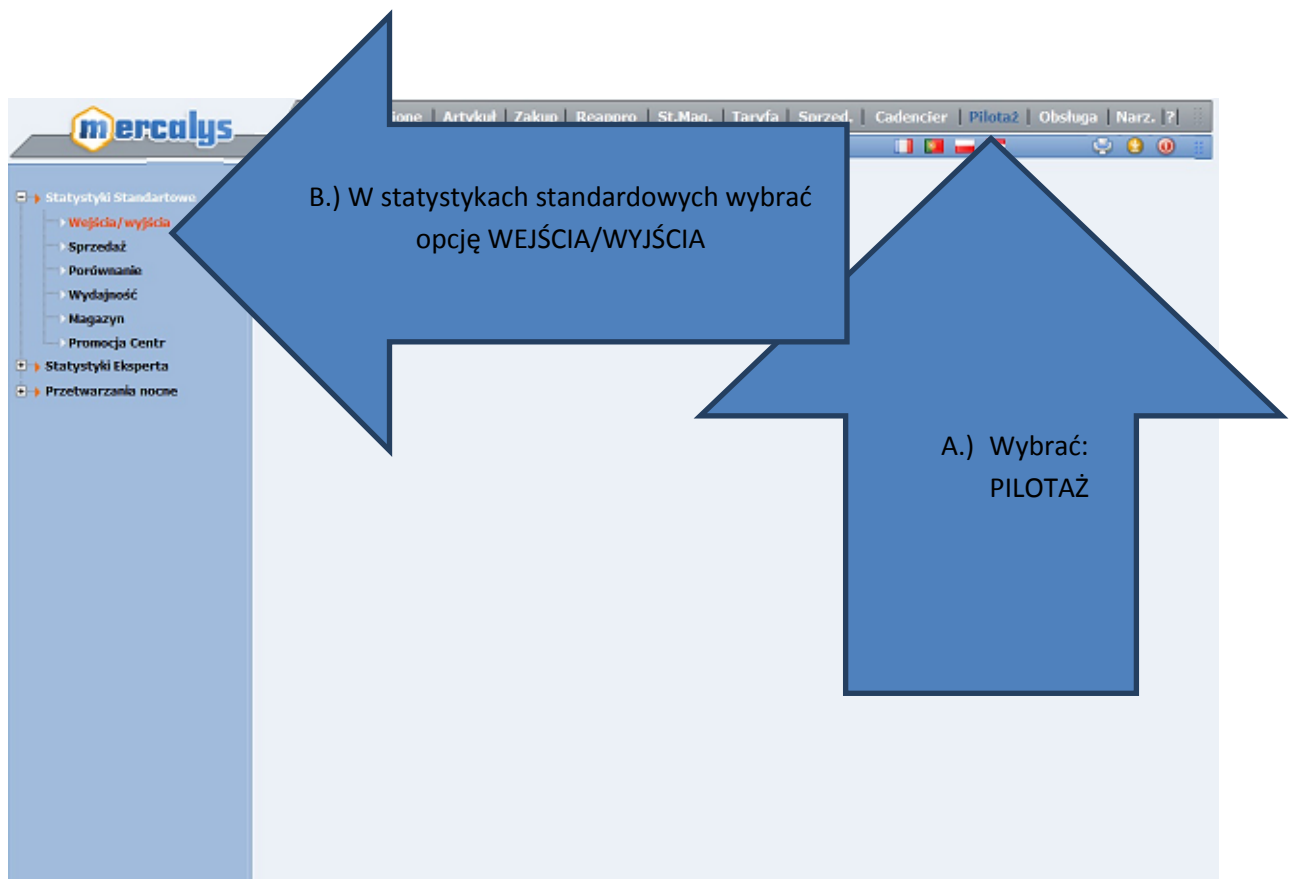 mercalys
Artykuł | Zakup | Reappro | St.Mag. | Taryfa | Sprzed. | Cadencier | Pilotaż | Obsługa | Narz. |?|
Statystyki Standartowe
Wejścia/wyjścia
Sprzedaż
Porównanie
Wydajność
Magazyn
Promocja Centr
Statystyki Eksperta
Przetwarzania nocne
B.) W statystykach standardowych wybrać
opcję WEJŚCIA/WYJŚCIA
A.) Wybrać:
PILOTAŻ